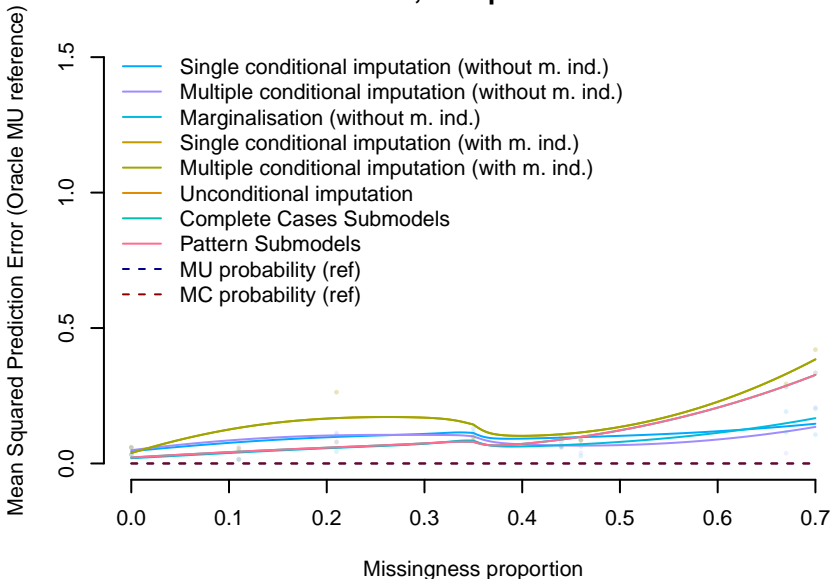 Mean Squared Prediction Error (Oracle MU reference)
1.5
1.0
0.5
0.0
Single conditional imputation (without m. ind.)
Multiple conditional imputation (without m. ind.)
Marginalisation (without m. ind.)
Single conditional imputation (with m. ind.)
Multiple conditional imputation (with m. ind.)
Unconditional imputation
Complete Cases Submodels
Pattern Submodels
MU probability (ref)
MC probability (ref)
0.0 0.1 0.2 0.3 0.4 0.5 0.6 0.7
Missingness proportion